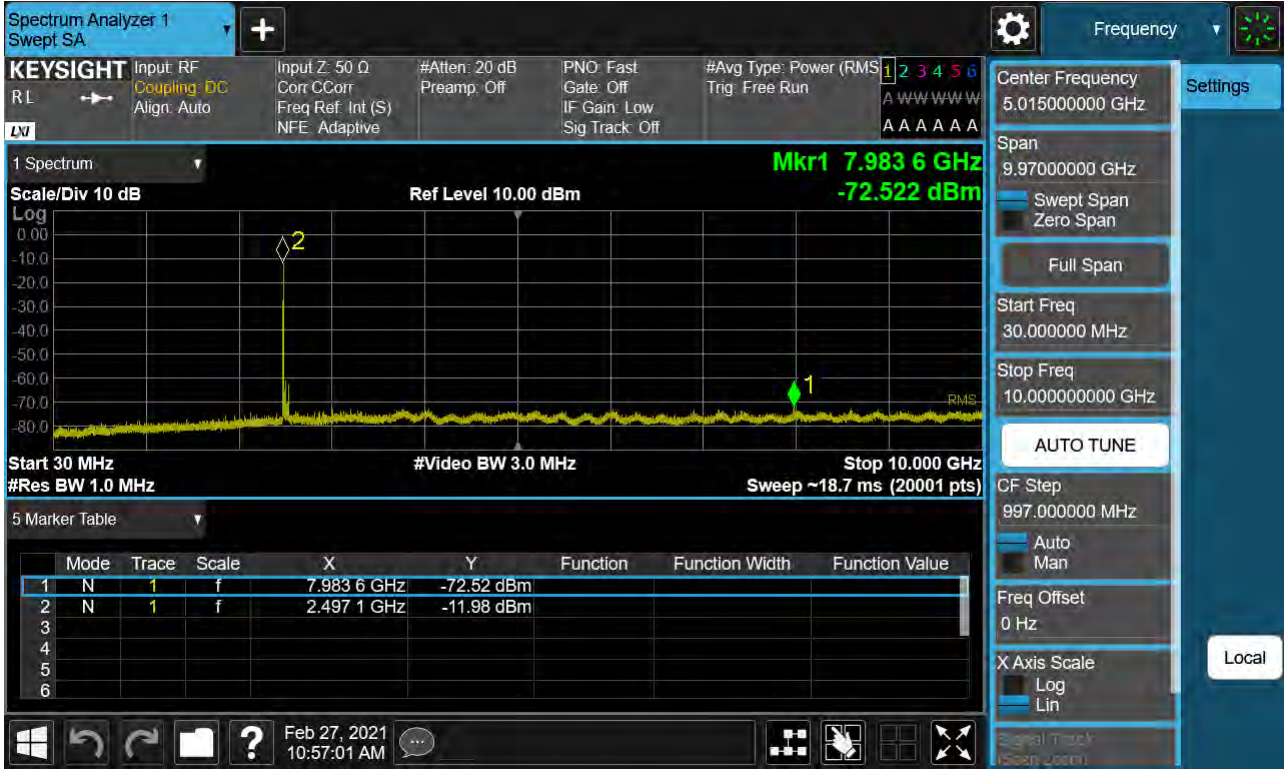 Spectrum Analyzer 1
Swept SA
Frequency
KEYSIGHT
RL
LXI
Input: RF
Coupling: DC
Align: Auto
Input Z: 50 Ω
Corr CCorr
Freq Ref: Int (S)
NFE: Adaptive
#Atten: 20 dB
Preamp: Off
PNO: Fast
Gate: Off
IF Gain: Low
Sig Track: Off
#Avg Type: Power (RMS
Trig: Free Run
1 2 3 4 5 6
A W W W W W
A A A A A A
1 Spectrum
Scale/Div 10 dB
Ref Level 10.00 dBm
Mkr1 7.983 6 GHz
-72.522 dBm
Log
0.00
-10.0
-20.0
-30.0
-40.0
-50.0
-60.0
-70.0
-80.0
2
1
RMS
Start 30 MHz
#Video BW 3.0 MHz
Stop 10.000 GHz
#Res BW 1.0 MHz
Sweep ~18.7 ms (20001 pts)
5 Marker Table
Mode Trace Scale X Y Function Function Width Function Value
1 N 1 f 7.983 6 GHz -72.52 dBm
2 N 1 f 2.497 1 GHz -11.98 dBm
3
4
5
6
?
Feb 27, 2021
10:57:01 AM
Center Frequency
5.015000000 GHz
Settings
Span
9.97000000 GHz
Swept Span
Zero Span
Full Span
Start Freq
30.000000 MHz
Stop Freq
10.000000000 GHz
AUTO TUNE
CF Step
997.000000 MHz
Auto
Man
Freq Offset
0 Hz
X Axis Scale
Log
Lin
Local
Signal Track
(Span Zoom)